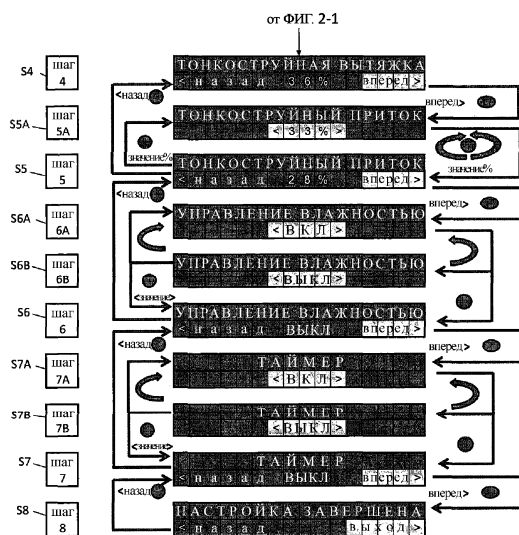 от ФИГ. 2-1
S4 шаг 4
ТОНКОСТРУЙНАЯ ВЫТЯЖКА
< назад 36% вперед >
<назад
вперед>
S5A шаг 5A
ТОНКОСТРУЙНЫЙ ПРИТОК
< 33% >
значение%
значение%
S5 шаг 5
ТОНКОСТРУЙНЫЙ ПРИТОК
< назад 28% вперед >
<назад
вперед>
S6A шаг 6A
УПРАВЛЕНИЕ ВЛАЖНОСТЬЮ
< ВКЛ >
S6B шаг 6B
УПРАВЛЕНИЕ ВЛАЖНОСТЬЮ
< ВЫКЛ >
<значение>
S6 шаг 6
УПРАВЛЕНИЕ ВЛАЖНОСТЬЮ
< назад ВЫКЛ вперед >
<назад
вперед>
S7A шаг 7A
ТАЙМЕР
< ВКЛ >
S7B шаг 7B
ТАЙМЕР
< ВЫКЛ >
<значение>
S7 шаг 7
ТАЙМЕР
< назад ВЫКЛ вперед >
<назад
вперед>
S8 шаг 8
НАСТРОЙКА ЗАВЕРШЕНА
< назад выход >